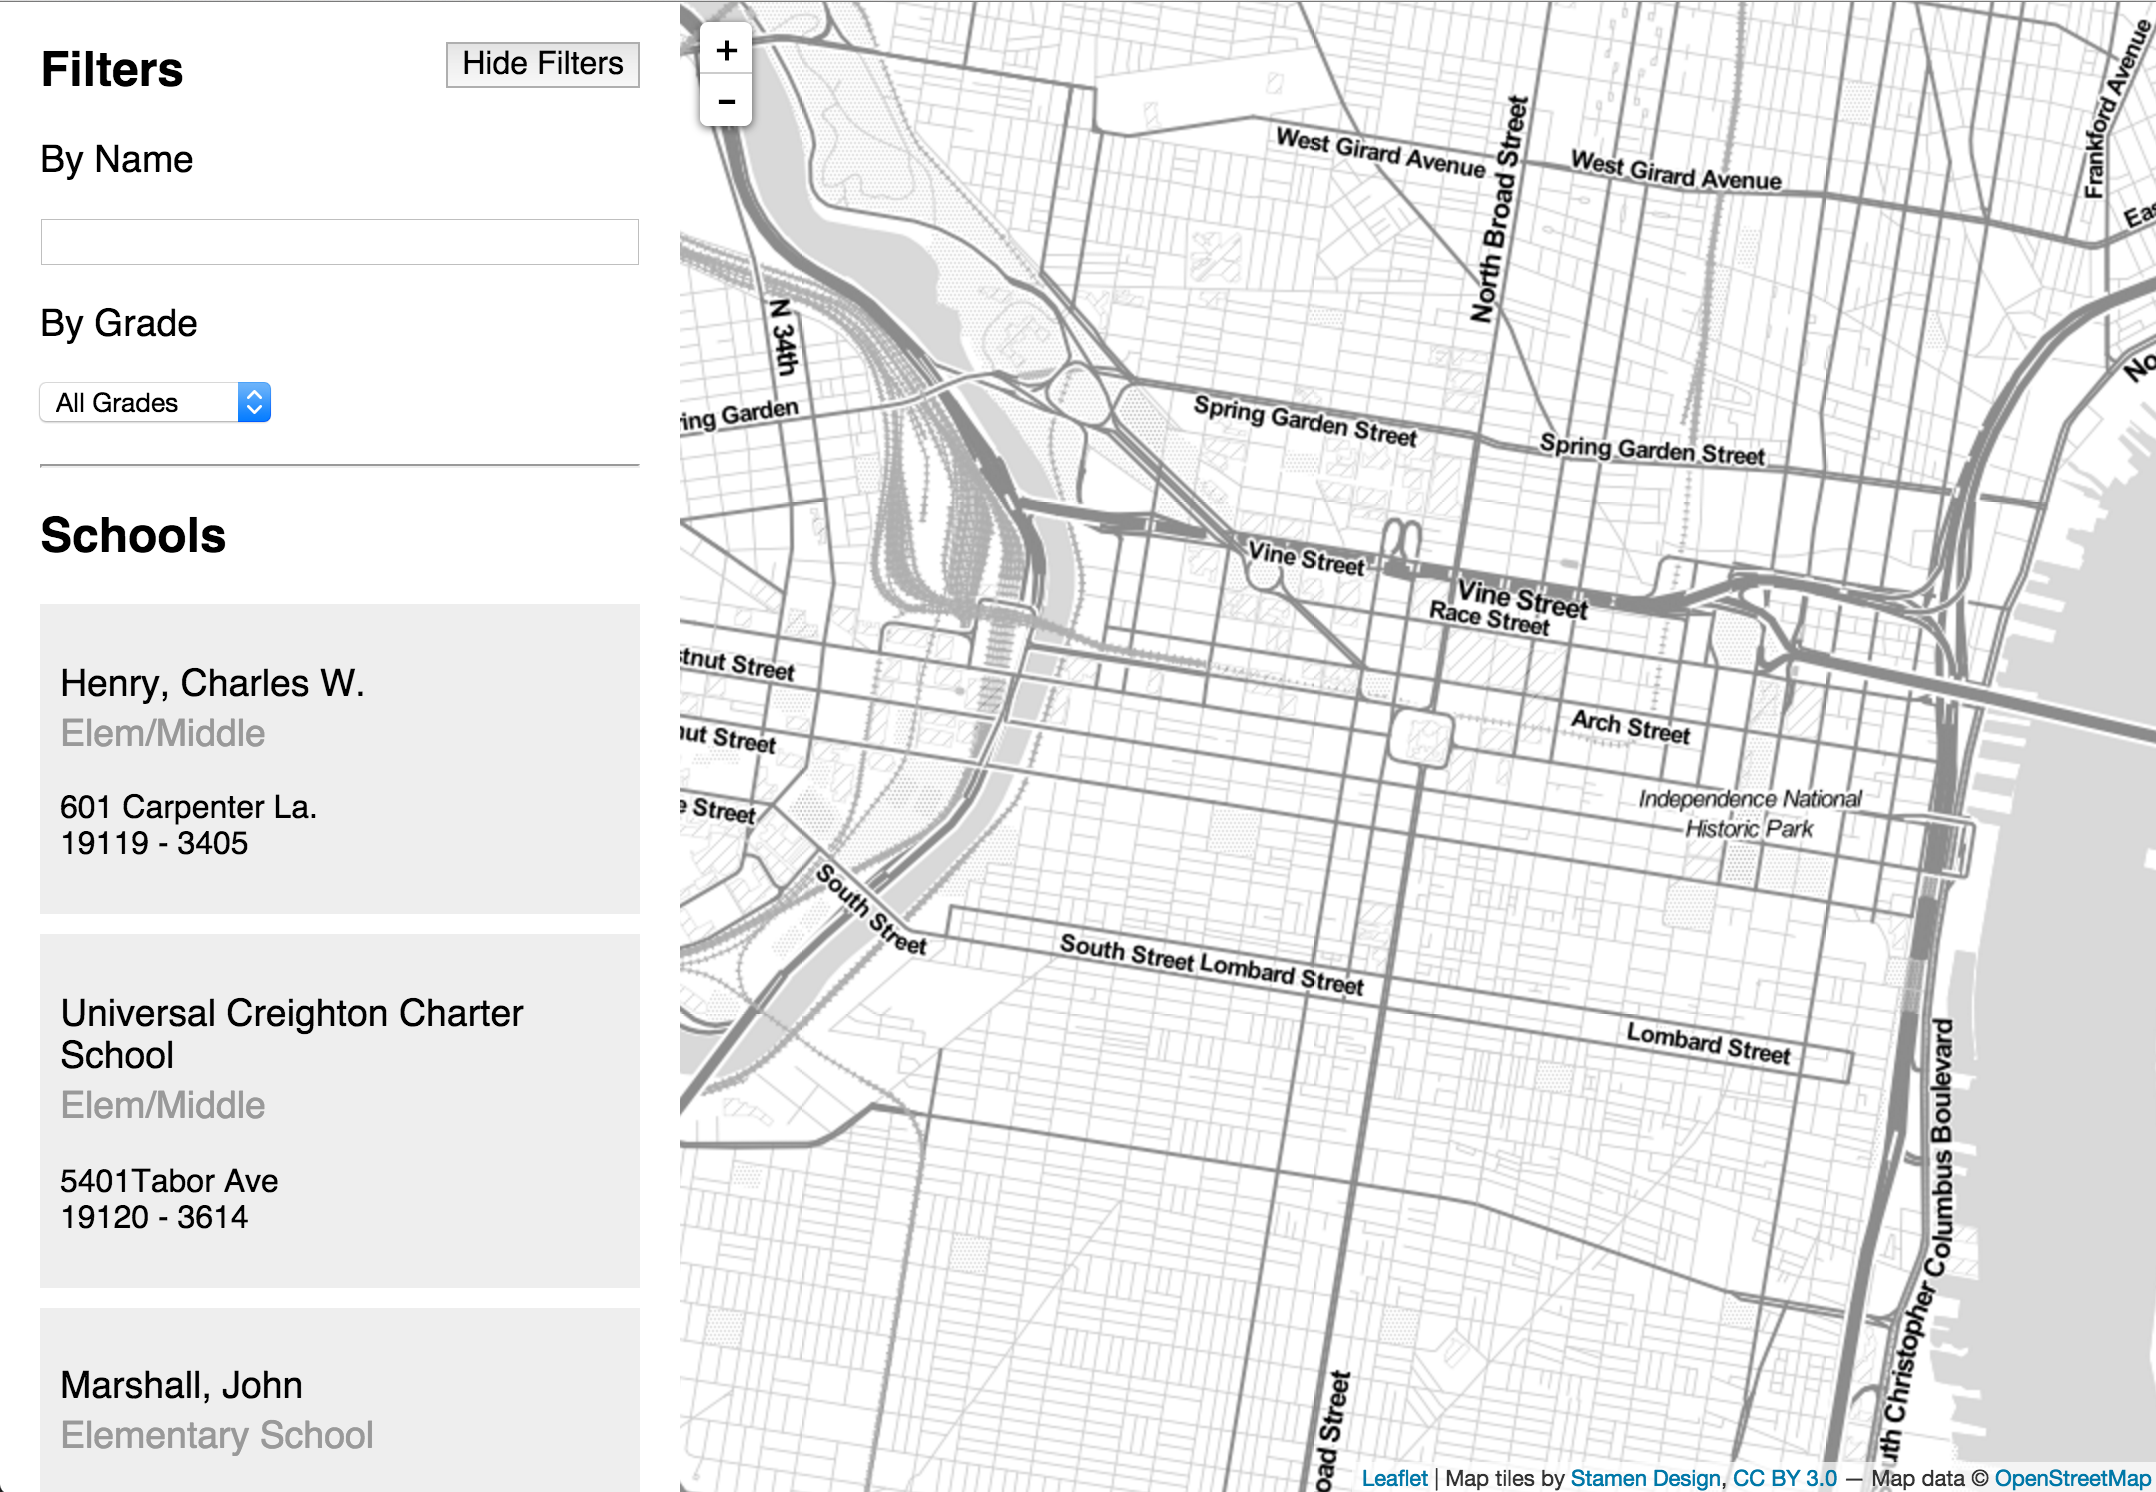 Filters
Hide Filters
By Name
By Grade
All Grades
Schools
Henry, Charles W.
Elem/Middle
601 Carpenter La.
19119 - 3405
Universal Creighton Charter
School
Elem/Middle
5401Tabor Ave
19120 - 3614
Marshall, John
Elementary School
+
-
West Girard Avenue
West Girard Avenue
North Broad Street
Frankford Avenue
Eas
No
N 34th
ring Garden
Spring Garden Street
Spring Garden Street
Vine Street
Vine Street
Race Street
tnut Street
Arch Street
nut Street
Independence National
Historic Park
e Street
South Street
South Street Lombard Street
Lombard Street
uth Christopher Columbus Boulevard
oad Street
Leaflet | Map tiles by Stamen Design, CC BY 3.0 — Map data © OpenStreetMap